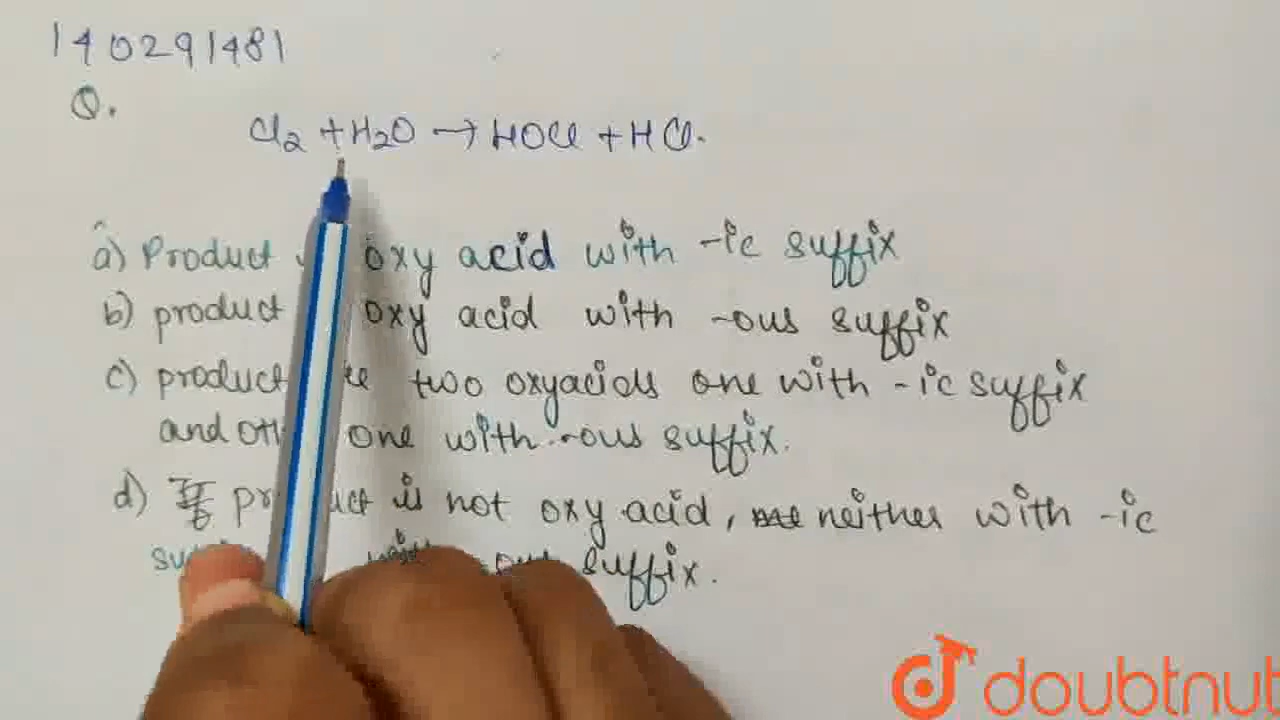 140291481
Q.
Cl2 + H2O → HOCl + HCl.
a) Product oxy acid with -ic suffix
b) product oxy acid with -ous suffix
c) product two oxyacids one with -ic suffix
and one with -ous suffix.
d) product is not oxy acid, neither with -ic
suffix.
doubtnut